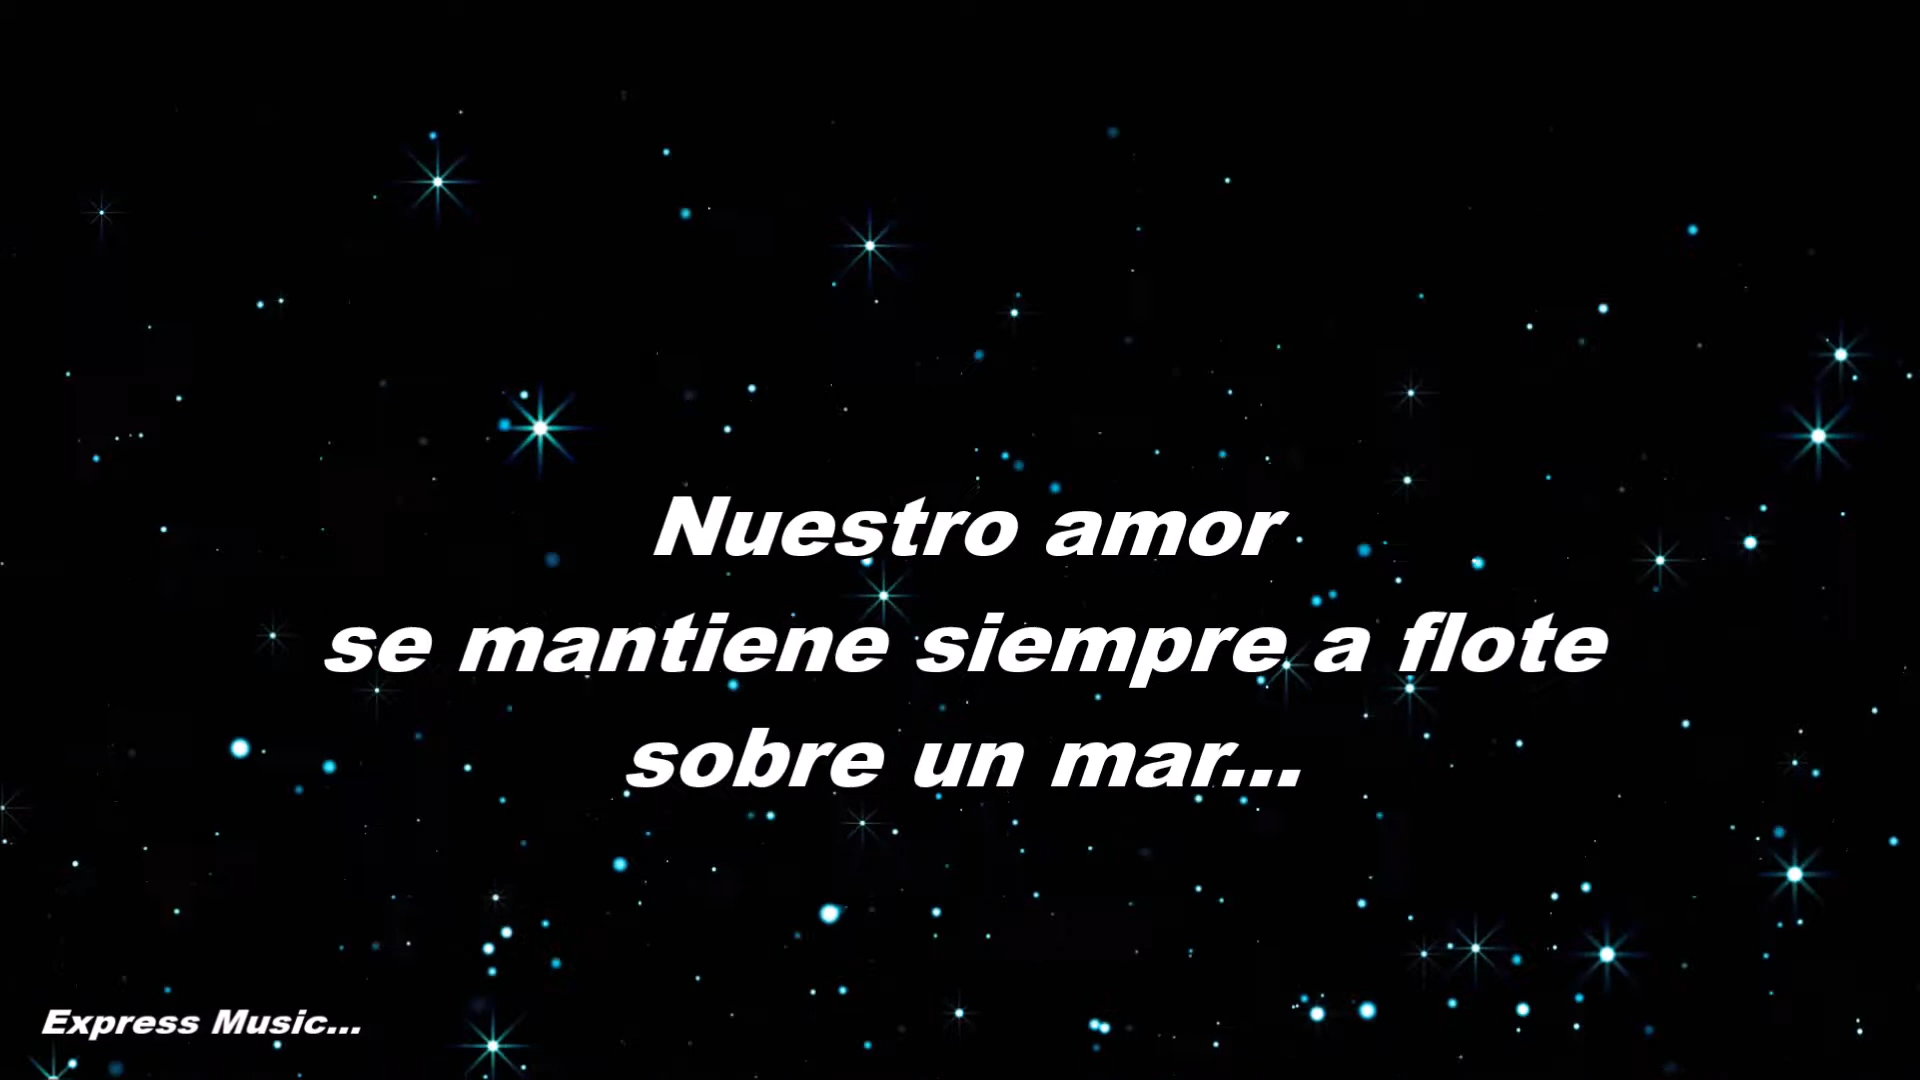 Nuestro amor
se mantiene siempre a flote
sobre un mar...
Express Music...